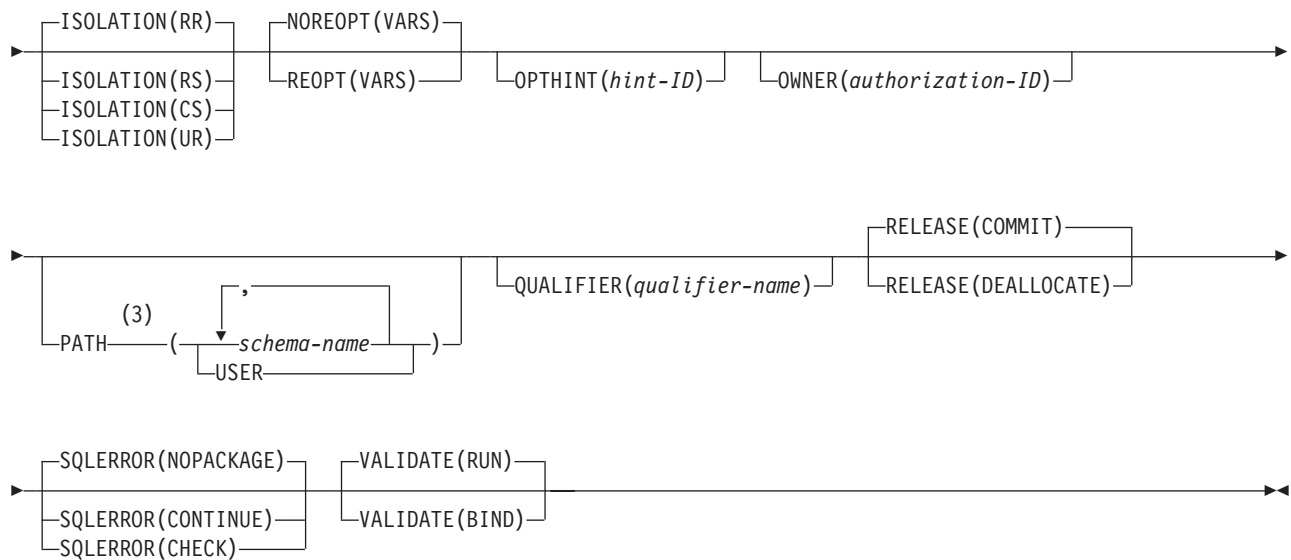 ISOLATION(RR)
ISOLATION(RS)
ISOLATION(CS)
ISOLATION(UR)
NOREOPT(VARS)
REOPT(VARS)
OPTHINT(hint-ID)
OWNER(authorization-ID)
PATH (3) ( schema-name , USER )
QUALIFIER(qualifier-name)
RELEASE(COMMIT)
RELEASE(DEALLOCATE)
SQLERROR(NOPACKAGE)
SQLERROR(CONTINUE)
SQLERROR(CHECK)
VALIDATE(RUN)
VALIDATE(BIND)